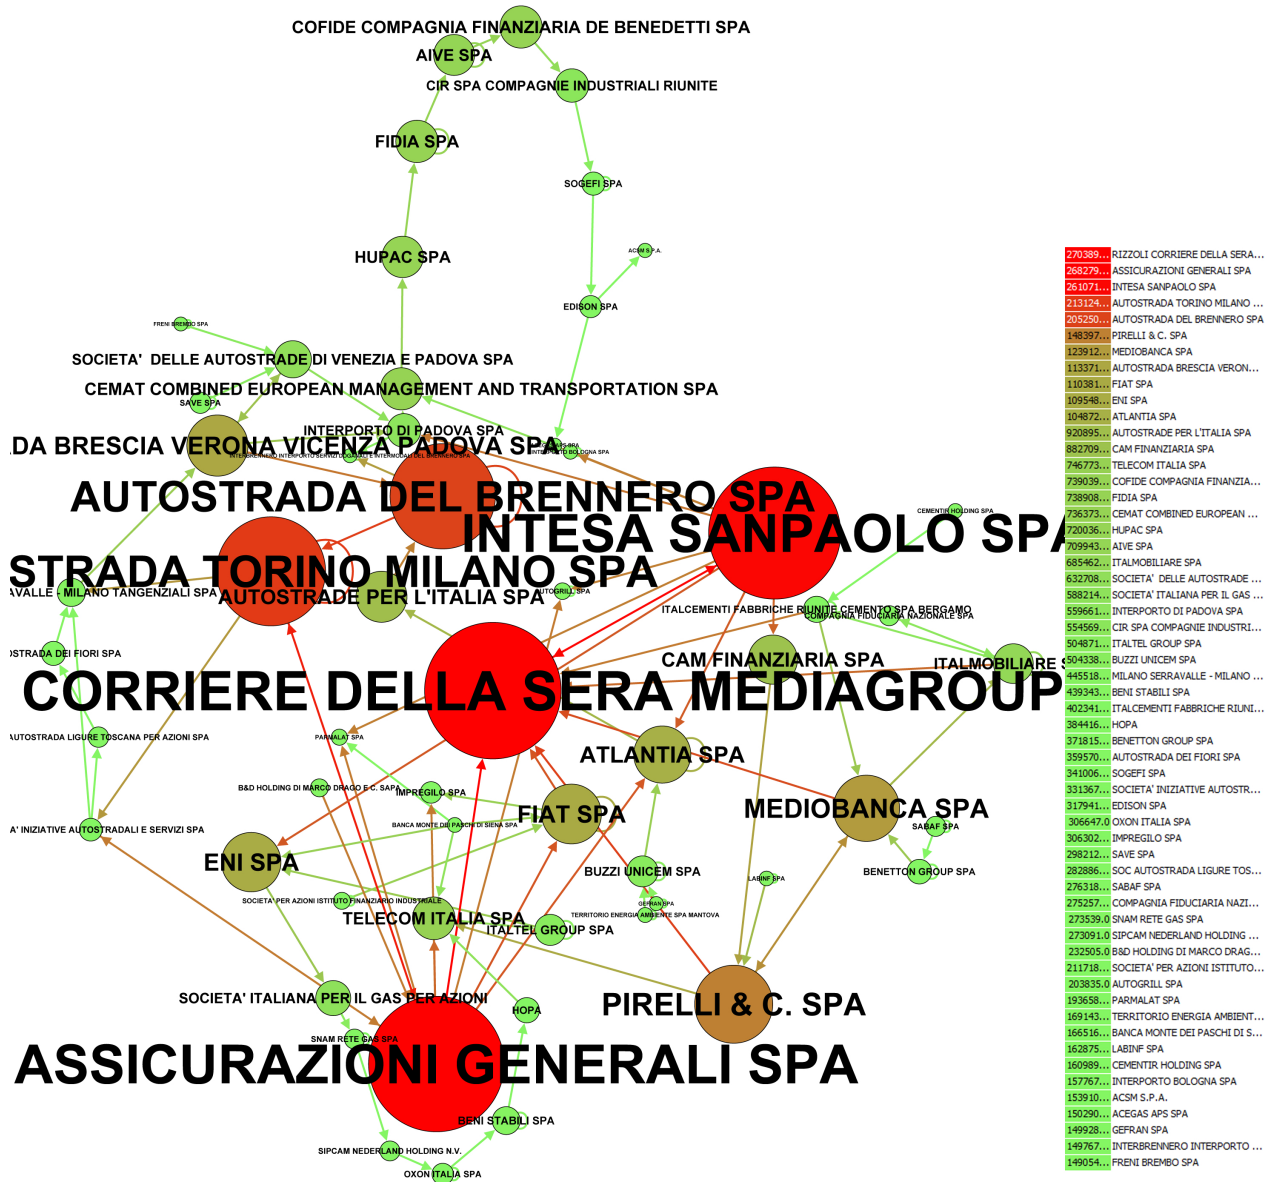 COFIDE COMPAGNIA FINANZIARIA DE BENEDETTI SPA
AIVE SPA
CIR SPA COMPAGNIE INDUSTRIALI RIUNITE
FIDIA SPA
SOGEFI SPA
HUPAC SPA
ACSM S.P.A.
EDISON SPA
FRENI BREMBO SPA
SOCIETA' DELLE AUTOSTRADE DI VENEZIA E PADOVA SPA
CEMAT COMBINED EUROPEAN MANAGEMENT AND TRANSPORTATION SPA
SAVE SPA
INTERPORTO DI PADOVA SPA
DA BRESCIA VERONA VICENZA PADOVA SPA
INTERPORTO BOLOGNA SPA
INTERBRENNERO INTERPORTO SERVIZI DOGANALI E INTERMODALI DEL BRENNERO SPA
AUTOSTRADA DEL BRENNERO SPA
INTESA SANPAOLO SPA
CEMENTIR HOLDING SPA
STRADA TORINO MILANO SPA
AVALLE - MILANO TANGENZIALI SPA
AUTOGRILL SPA
AUTOSTRADE PER L'ITALIA SPA
ITALCEMENTI FABBRICHE RIUNITE CEMENTO SPA BERGAMO
COMPAGNIA FIDUCIARIA NAZIONALE SPA
OSTRADA DEI FIORI SPA
CAM FINANZIARIA SPA
ITALMOBILIARE S
CORRIERE DELLA SERA MEDIAGROUP
AUTOSTRADA LIGURE TOSCANA PER AZIONI SPA
PARMALAT SPA
ATLANTIA SPA
B&D HOLDING DI MARCO DRAGO E C. SAPA
IMPREGILO SPA
FIAT SPA
MEDIOBANCA SPA
A' INIZIATIVE AUTOSTRADALI E SERVIZI SPA
BANCA MONTE DEI PASCHI DI SIENA SPA
SABAF SPA
ENI SPA
BUZZI UNICEM SPA
BENETTON GROUP SPA
LABINF SPA
SOCIETA' PER AZIONI ISTITUTO FINANZIARIO INDUSTRIALE
GEFRAN SPA
TELECOM ITALIA SPA
TERRITORIO ENERGIA AMBIENTE SPA MANTOVA
ITALTEL GROUP SPA
SOCIETA' ITALIANA PER IL GAS PER AZIONI
HOPA
PIRELLI & C. SPA
SNAM RETE GAS SPA
ASSICURAZIONI GENERALI SPA
BENI STABILI SPA
SIPCAM NEDERLAND HOLDING N.V.
OXON ITALIA SPA
270389... RIZZOLI CORRIERE DELLA SERA...
268279... ASSICURAZIONI GENERALI SPA
261071... INTESA SANPAOLO SPA
213124... AUTOSTRADA TORINO MILANO ...
205250... AUTOSTRADA DEL BRENNERO SPA
148397... PIRELLI & C. SPA
123912... MEDIOBANCA SPA
113371... AUTOSTRADA BRESCIA VERON...
110381... FIAT SPA
109548... ENI SPA
104872... ATLANTIA SPA
920895... AUTOSTRADE PER L'ITALIA SPA
882709... CAM FINANZIARIA SPA
746773... TELECOM ITALIA SPA
739039... COFIDE COMPAGNIA FINANZIA...
738908... FIDIA SPA
736373... CEMAT COMBINED EUROPEAN ...
720036... HUPAC SPA
709943... AIVE SPA
685462... ITALMOBILIARE SPA
632708... SOCIETA' DELLE AUTOSTRADE ...
588214... SOCIETA' ITALIANA PER IL GAS ...
559661... INTERPORTO DI PADOVA SPA
554569... CIR SPA COMPAGNIE INDUSTRI...
504871... ITALTEL GROUP SPA
504338... BUZZI UNICEM SPA
445518... MILANO SERRAVALLE - MILANO ...
439343... BENI STABILI SPA
402341... ITALCEMENTI FABBRICHE RIUNI...
384416... HOPA
371815... BENETTON GROUP SPA
359570... AUTOSTRADA DEI FIORI SPA
341006... SOGEFI SPA
331367... SOCIETA' INIZIATIVE AUTOSTR...
317941... EDISON SPA
306647.0 OXON ITALIA SPA
306302... IMPREGILO SPA
298212... SAVE SPA
282886... SOC AUTOSTRADA LIGURE TOS...
276318... SABAF SPA
275257... COMPAGNIA FIDUCIARIA NAZI...
273539.0 SNAM RETE GAS SPA
273091.0 SIPCAM NEDERLAND HOLDING ...
232505.0 B&D HOLDING DI MARCO DRAG...
211718... SOCIETA' PER AZIONI ISTITUTO...
203835.0 AUTOGRILL SPA
193658... PARMALAT SPA
169143... TERRITORIO ENERGIA AMBIENT...
166516... BANCA MONTE DEI PASCHI DI S...
162875... LABINF SPA
160989... CEMENTIR HOLDING SPA
157767... INTERPORTO BOLOGNA SPA
153910... ACSM S.P.A.
150290... ACEGAS APS SPA
149928... GEFRAN SPA
149767... INTERBRENNERO INTERPORTO ...
149054... FRENI BREMBO SPA